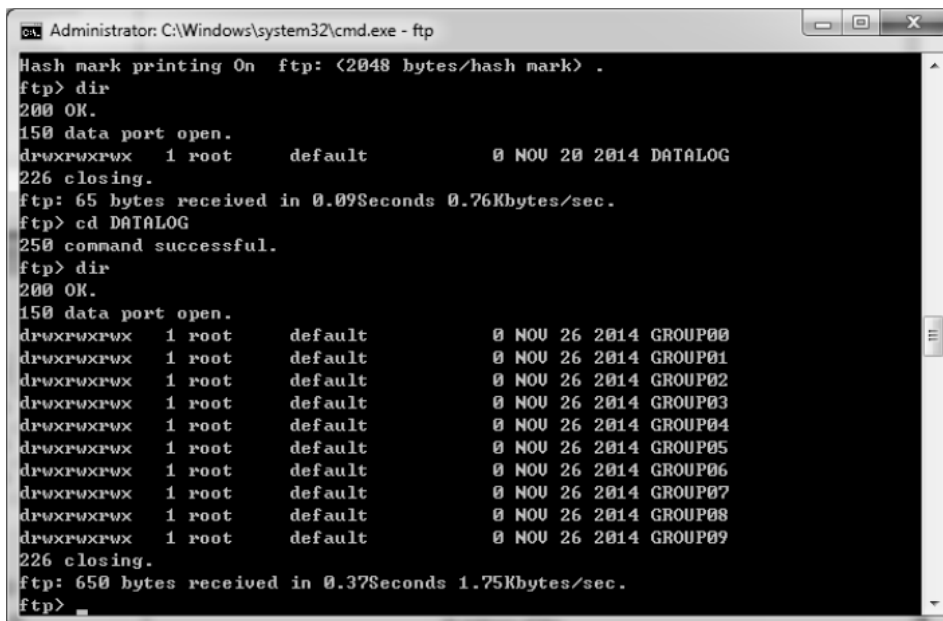 Administrator: C:\Windows\system32\cmd.exe - ftp
Hash mark printing On  ftp: (2048 bytes/hash mark) .
ftp> dir
200 OK.
150 data port open.
drwxrwxrwx   1 root     default           0 NOV 20 2014 DATALOG
226 closing.
ftp: 65 bytes received in 0.09Seconds 0.76Kbytes/sec.
ftp> cd DATALOG
250 command successful.
ftp> dir
200 OK.
150 data port open.
drwxrwxrwx   1 root     default           0 NOV 26 2014 GROUP00
drwxrwxrwx   1 root     default           0 NOV 26 2014 GROUP01
drwxrwxrwx   1 root     default           0 NOV 26 2014 GROUP02
drwxrwxrwx   1 root     default           0 NOV 26 2014 GROUP03
drwxrwxrwx   1 root     default           0 NOV 26 2014 GROUP04
drwxrwxrwx   1 root     default           0 NOV 26 2014 GROUP05
drwxrwxrwx   1 root     default           0 NOV 26 2014 GROUP06
drwxrwxrwx   1 root     default           0 NOV 26 2014 GROUP07
drwxrwxrwx   1 root     default           0 NOV 26 2014 GROUP08
drwxrwxrwx   1 root     default           0 NOV 26 2014 GROUP09
226 closing.
ftp: 650 bytes received in 0.37Seconds 1.75Kbytes/sec.
ftp> _